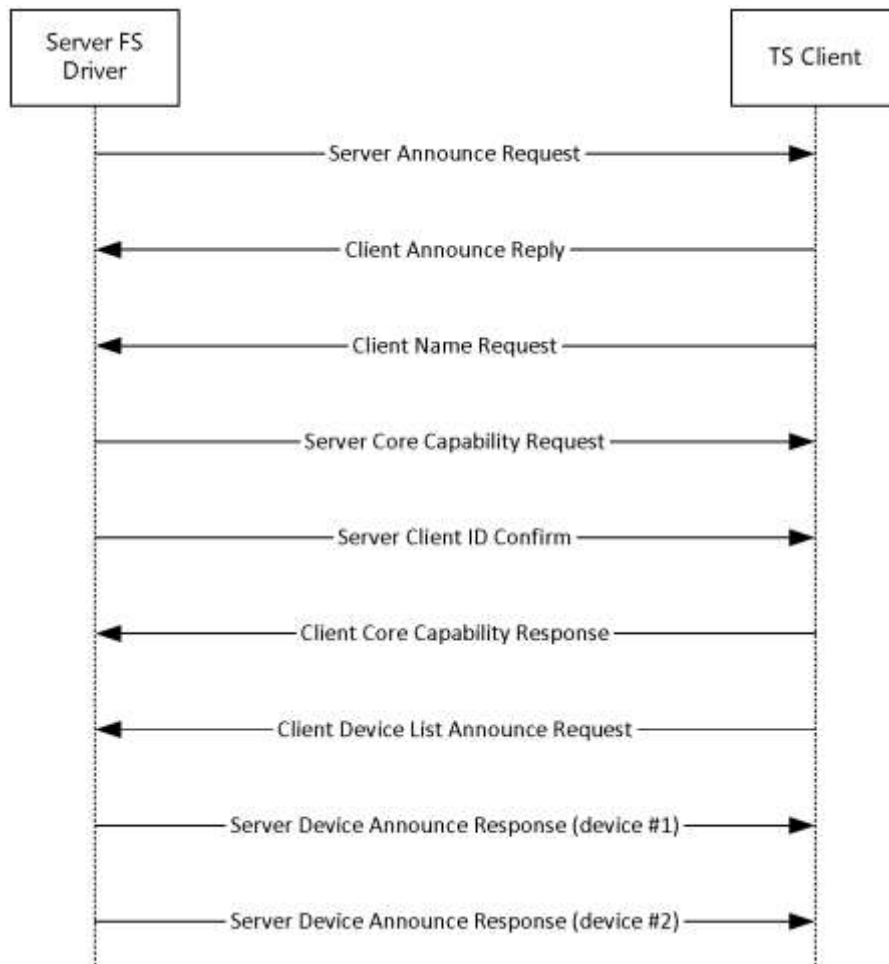 Server FS
Driver
TS Client
Server Announce Request
Client Announce Reply
Client Name Request
Server Core Capability Request
Server Client ID Confirm
Client Core Capability Response
Client Device List Announce Request
Server Device Announce Response (device #1)
Server Device Announce Response (device #2)